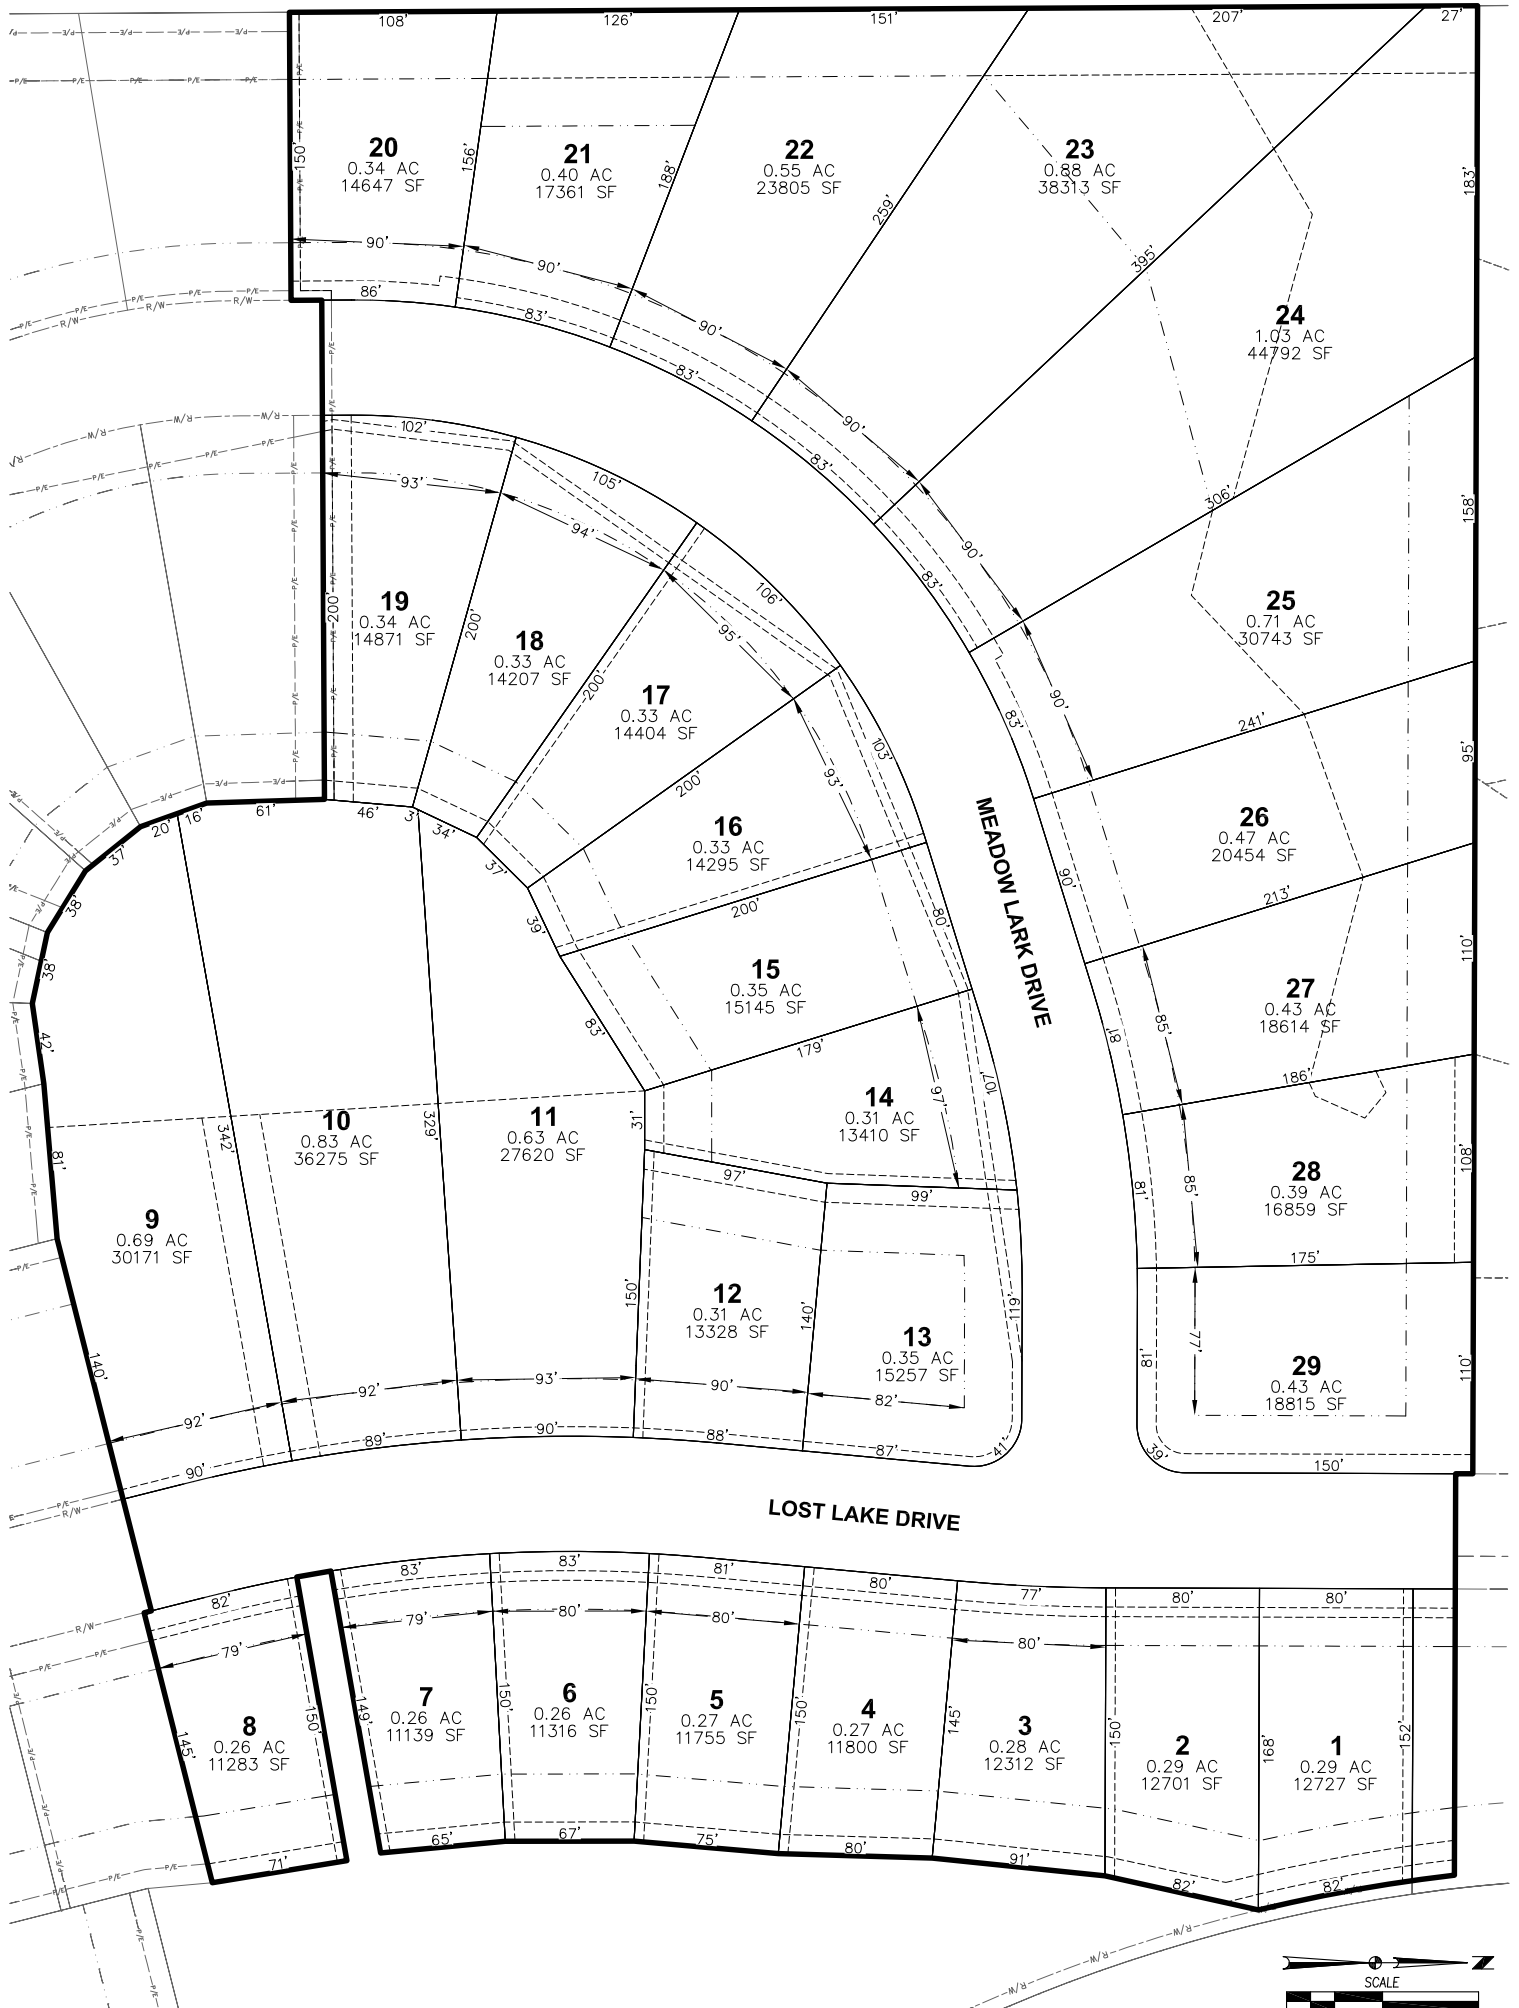 108'
126'
151'
207'
27'
20
0.34 AC
14647 SF
150'
156'
21
0.40 AC
17361 SF
188'
22
0.55 AC
23805 SF
259'
23
0.88 AC
38313 SF
183'
395'
90'
90'
90'
90'
90'
86'
83'
83'
83'
83'
24
1.03 AC
44792 SF
306'
158'
102'
105'
106'
103'
93'
94'
95'
93'
19
0.34 AC
14871 SF
200'
200'
18
0.33 AC
14207 SF
200'
17
0.33 AC
14404 SF
200'
25
0.71 AC
30743 SF
83'
90'
241'
95'
16
0.33 AC
14295 SF
200'
80'
MEADOW LARK DRIVE
26
0.47 AC
20454 SF
90'
213'
110'
20'
16'
61'
46'
3'
34'
37'
39'
37'
38'
38'
42'
81'
140'
15
0.35 AC
15145 SF
83'
179'
107'
27
0.43 AC
18614 SF
81'
85'
186'
14
0.31 AC
13410 SF
97'
31'
97'
99'
10
0.83 AC
36275 SF
342'
329'
11
0.63 AC
27620 SF
28
0.39 AC
16859 SF
81'
85'
175'
108'
9
0.69 AC
30171 SF
12
0.31 AC
13328 SF
150'
140'
13
0.35 AC
15257 SF
119'
29
0.43 AC
18815 SF
81'
77'
110'
92'
92'
93'
90'
82'
90'
89'
90'
88'
87'
41'
39'
150'
LOST LAKE DRIVE
82'
83'
83'
81'
80'
77'
80'
80'
79'
79'
80'
80'
80'
8
0.26 AC
11283 SF
145'
150'
7
0.26 AC
11139 SF
149'
150'
6
0.26 AC
11316 SF
150'
5
0.27 AC
11755 SF
150'
4
0.27 AC
11800 SF
145'
3
0.28 AC
12312 SF
150'
2
0.29 AC
12701 SF
168'
1
0.29 AC
12727 SF
152'
71'
65'
67'
75'
80'
91'
82'
82'
R/W
R/W
R/W
P/E
P/E
P/E
Z
SCALE